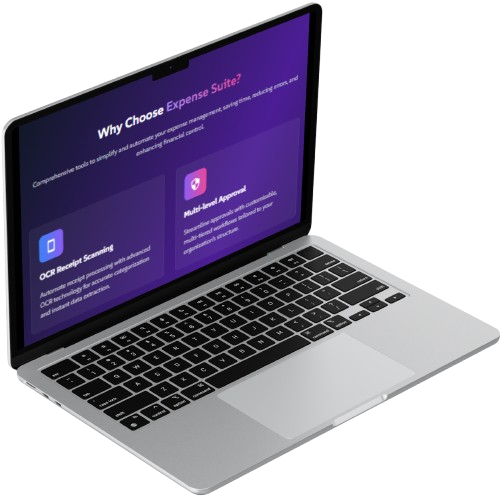 Why Choose Expense Suite?
Comprehensive tools to simplify and automate your expense management, saving time, reducing errors, and
enhancing financial control.
OCR Receipt Scanning
Automate receipt processing with advanced
OCR technology for accurate categorization
and instant data extraction.
Multi-level Approval
Streamline approvals with customizable,
multi-tiered workflows tailored to your
organization's structure.